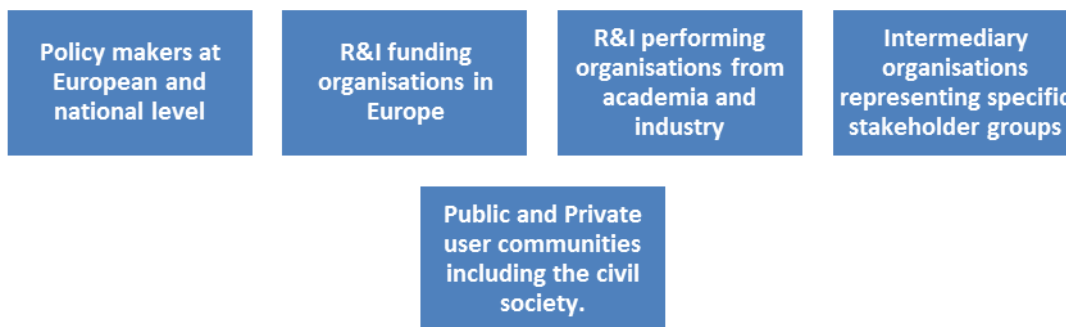 Policy makers at
European and
national level
R&I funding
organisations in
Europe
R&I performing
organisations from
academia and
industry
Intermediary
organisations
representing specific
stakeholder groups
Public and Private
user communities
including the civil
society.